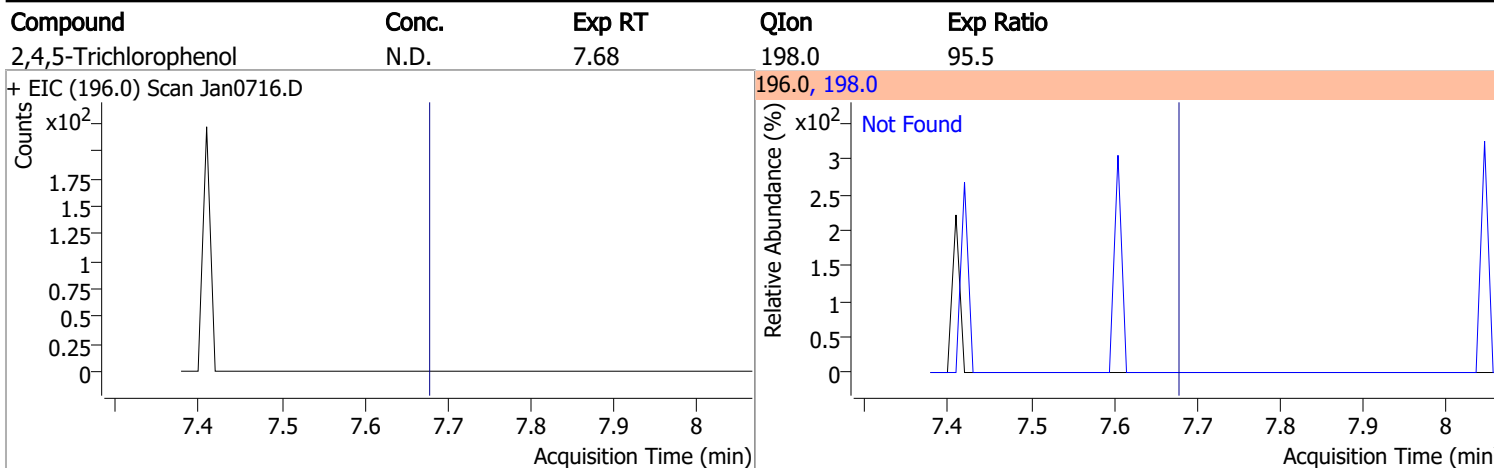 Compound Conc. Exp RT QIon Exp Ratio
2,4,5-Trichlorophenol N.D. 7.68 198.0 95.5
+ EIC (196.0) Scan Jan0716.D
Counts
x10²
1.75
1.5
1.25
1
0.75
0.5
0.25
0
7.4 7.5 7.6 7.7 7.8 7.9 8
Acquisition Time (min)
196.0, 198.0
Relative Abundance (%)
x10²
Not Found
3
2.5
2
1.5
1
0.5
0
7.4 7.5 7.6 7.7 7.8 7.9 8
Acquisition Time (min